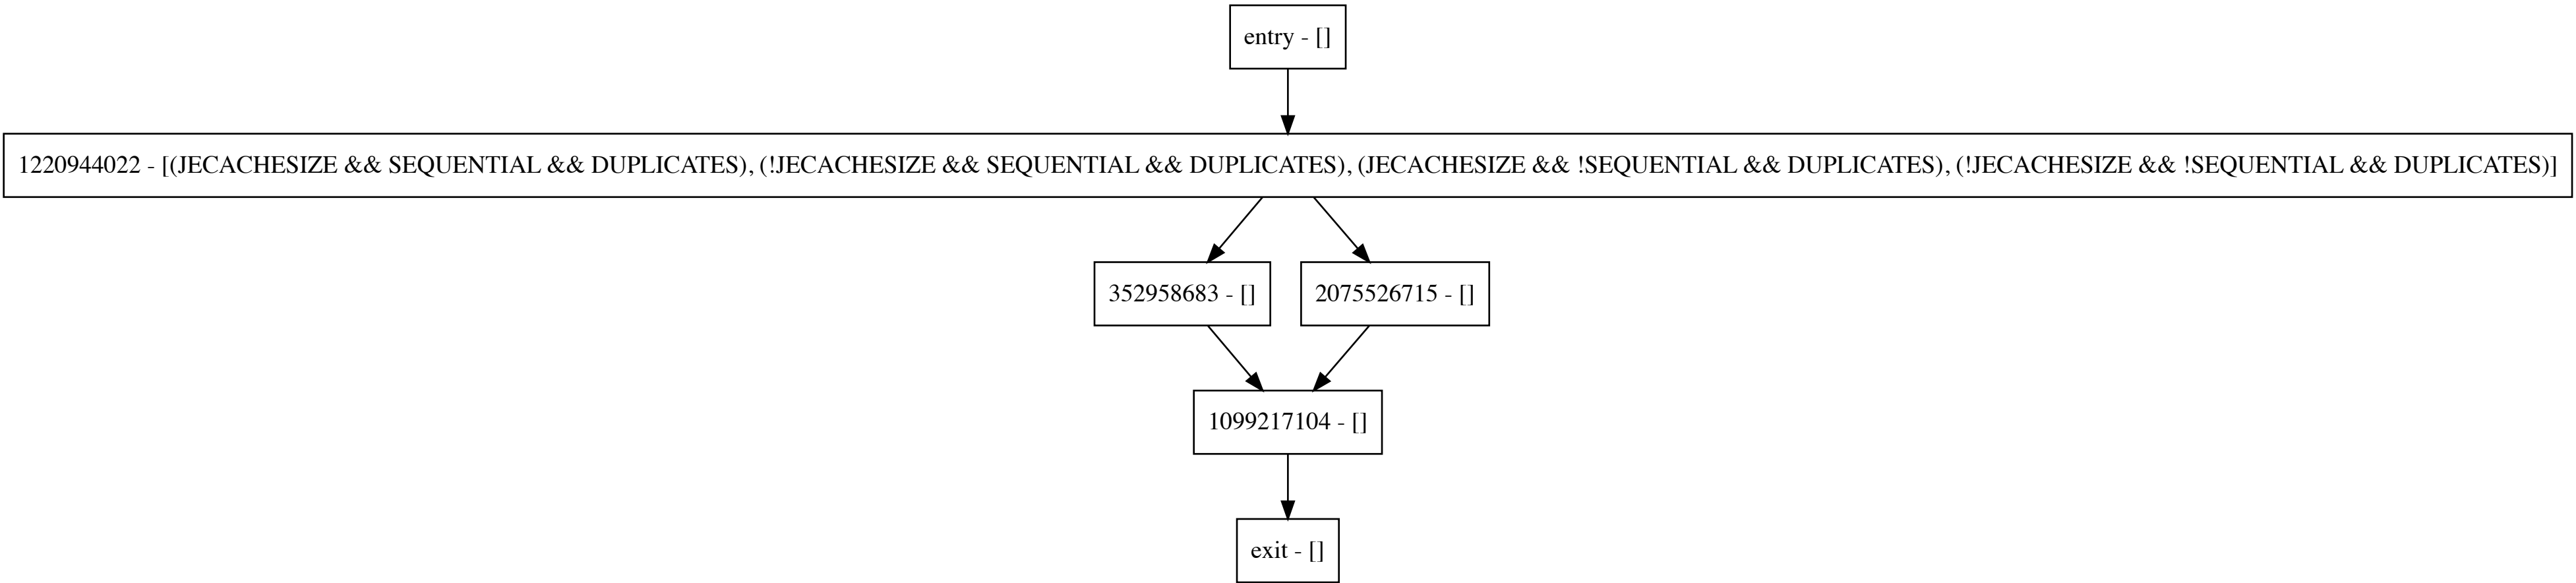 entry - []
1220944022 - [(JECACHESIZE && SEQUENTIAL && DUPLICATES), (!JECACHESIZE && SEQUENTIAL && DUPLICATES), (JECACHESIZE && !SEQUENTIAL && DUPLICATES), (!JECACHESIZE && !SEQUENTIAL && DUPLICATES)]
352958683 - []
2075526715 - []
1099217104 - []
exit - []